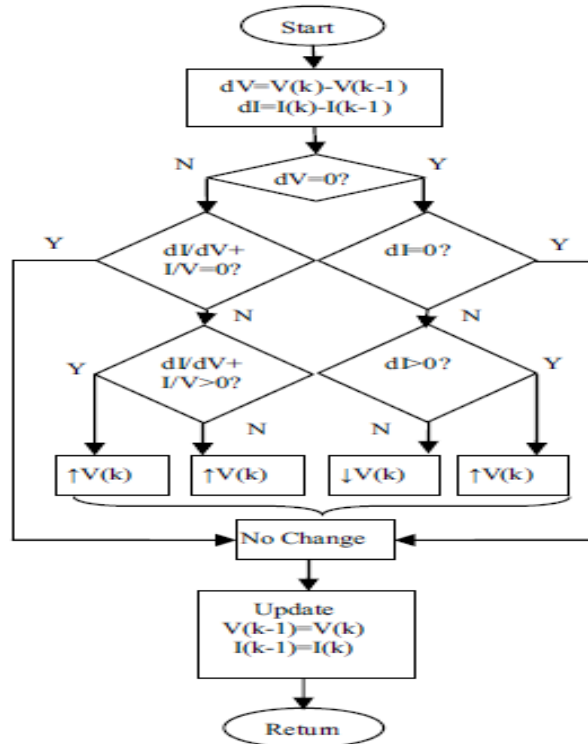 Start
dV=V(k)-V(k-1)
dI=I(k)-I(k-1)
N
Y
dV=0?
Y
dI/dV+
I/V=0?
dI=0?
Y
N
N
Y
dI/dV+
I/V>0?
dI>0?
Y
N
N
↑V(k)
↑V(k)
↓V(k)
↑V(k)
No Change
Update
V(k-1)=V(k)
I(k-1)=I(k)
Return